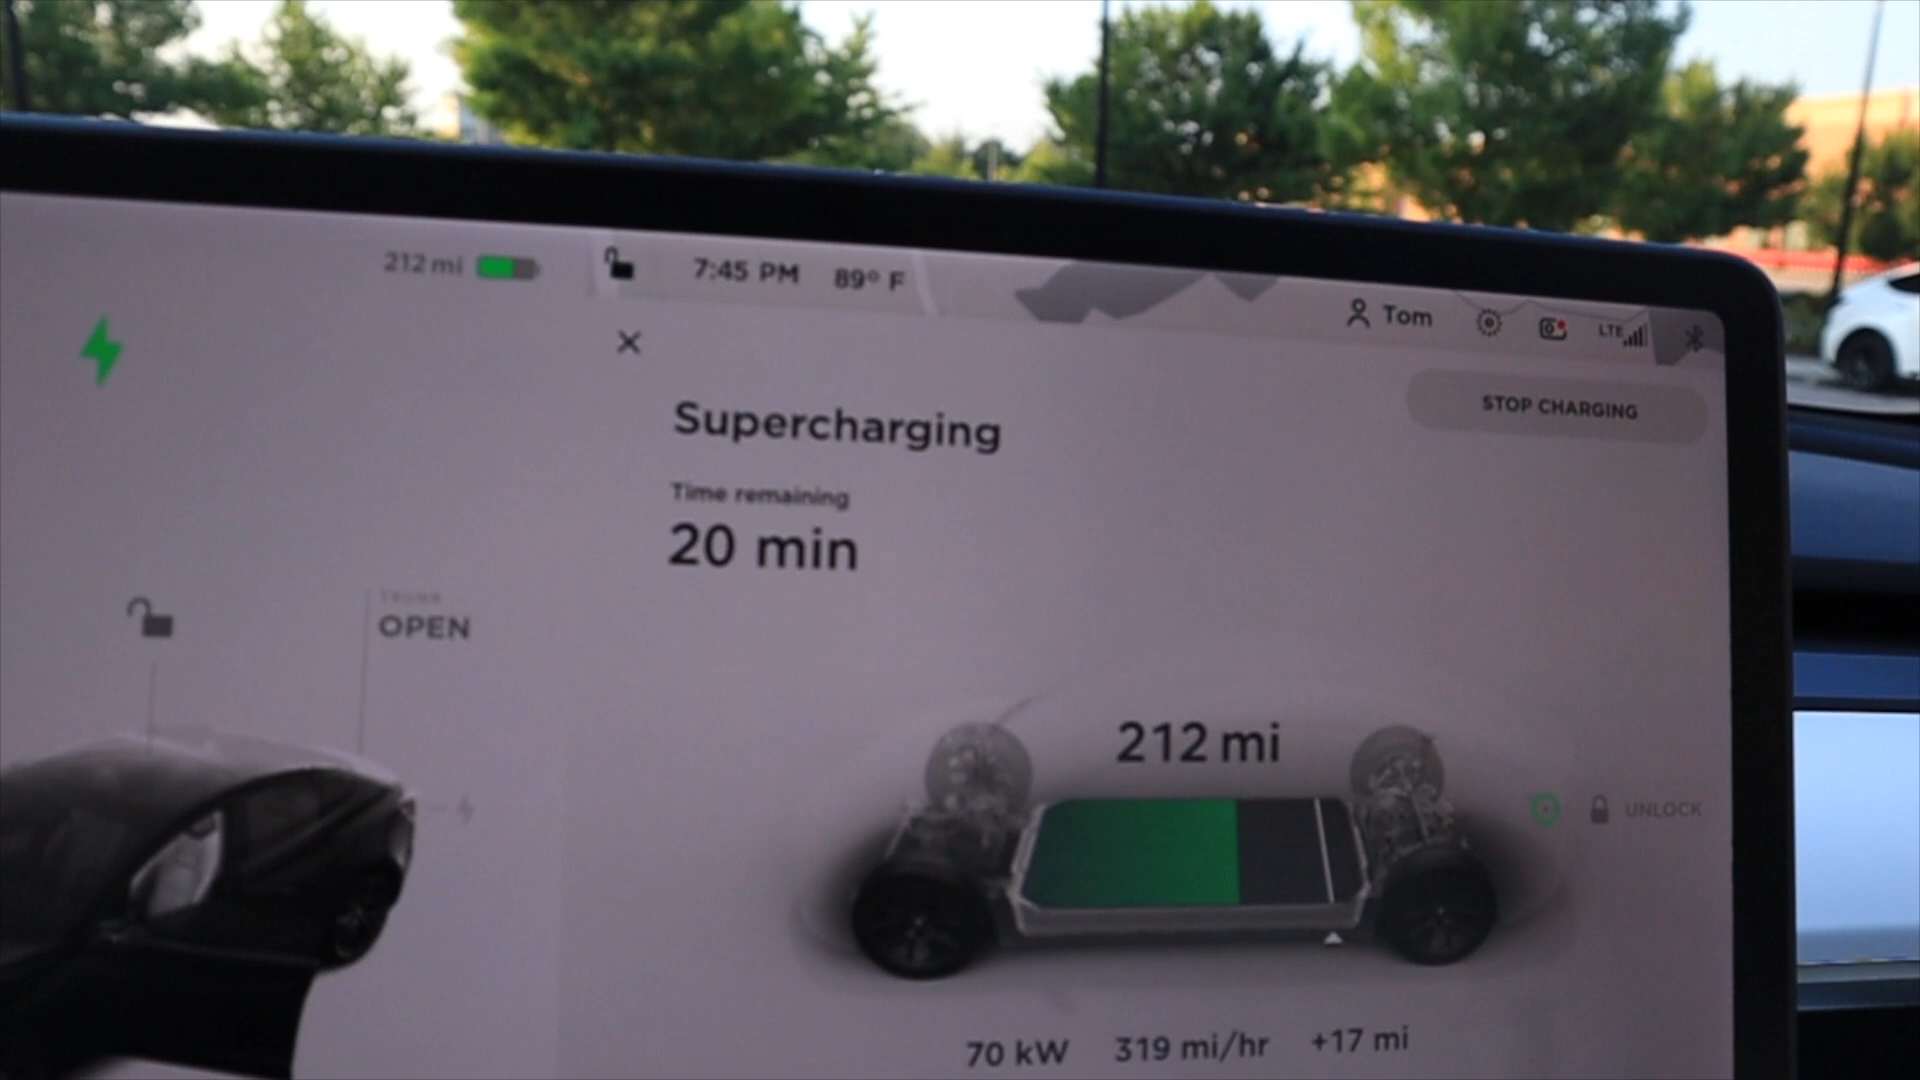 212 mi
7:45 PM 89° F
Tom
LTE
STOP CHARGING
Supercharging
Time remaining
20 min
TRUNK
OPEN
212 mi
UNLOCK
70 kW 319 mi/hr +17 mi